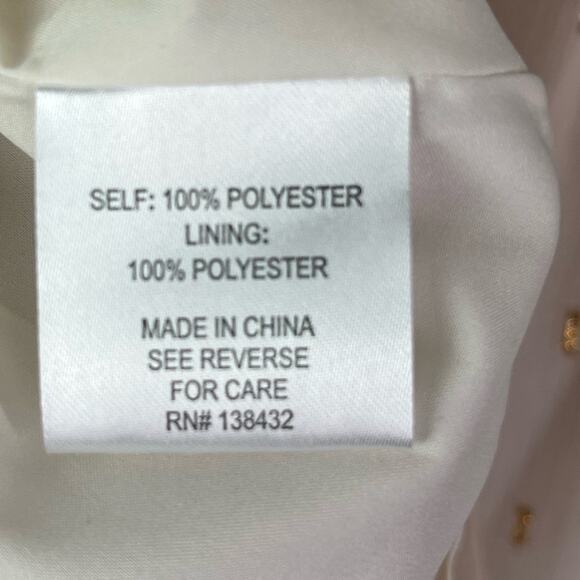 SELF: 100% POLYESTER
LINING:
100% POLYESTER
MADE IN CHINA
SEE REVERSE
FOR CARE
RN# 138432